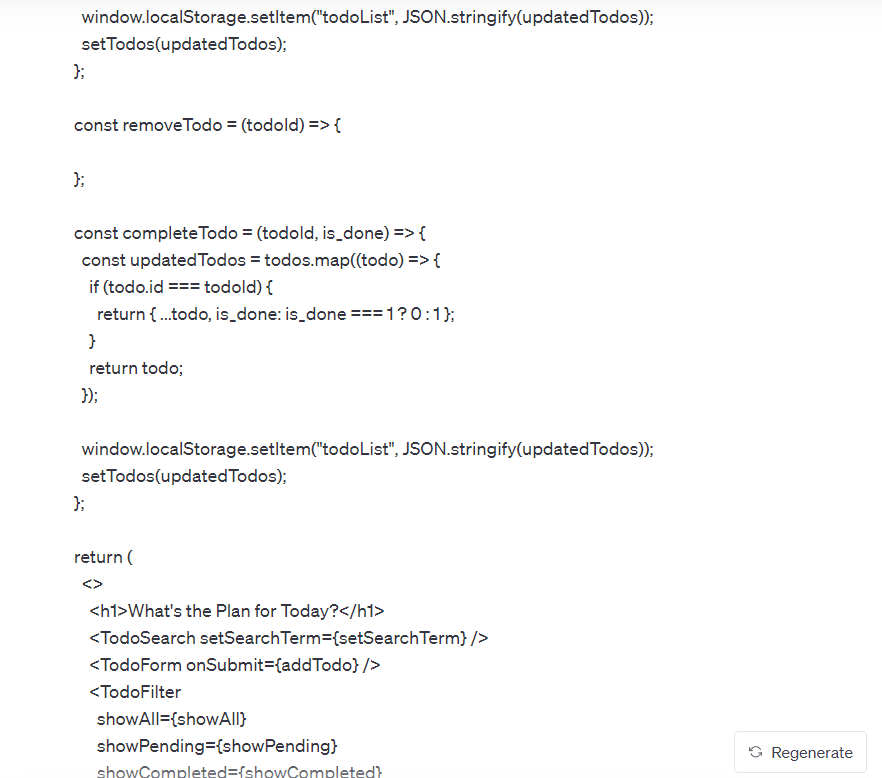 window.localStorage.setItem("todoList", JSON.stringify(updatedTodos));
setTodos(updatedTodos);
};
const removeTodo = (todoId) => {
};
const completeTodo = (todoId, is_done) => {
const updatedTodos = todos.map((todo) => {
if (todo.id === todoId) {
return { ...todo, is_done: is_done === 1 ? 0 : 1 };
}
return todo;
});
window.localStorage.setItem("todoList", JSON.stringify(updatedTodos));
setTodos(updatedTodos);
};
return (
<>
<h1>What's the Plan for Today?</h1>
<TodoSearch setSearchTerm={setSearchTerm} />
<TodoForm onSubmit={addTodo} />
<TodoFilter
showAll={showAll}
showPending={showPending}
showCompleted={showCompleted}
Regenerate